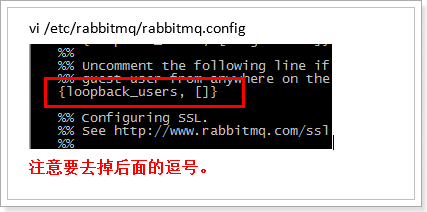 vi /etc/rabbitmq/rabbitmq.config
%%
%% Uncomment the following line if
%% guest user from anywhere on the
{loopback_users, []}
%% Configuring SSL.
%% See http://www.rabbitmq.com/ssl
%%
注意要去掉后面的逗号。